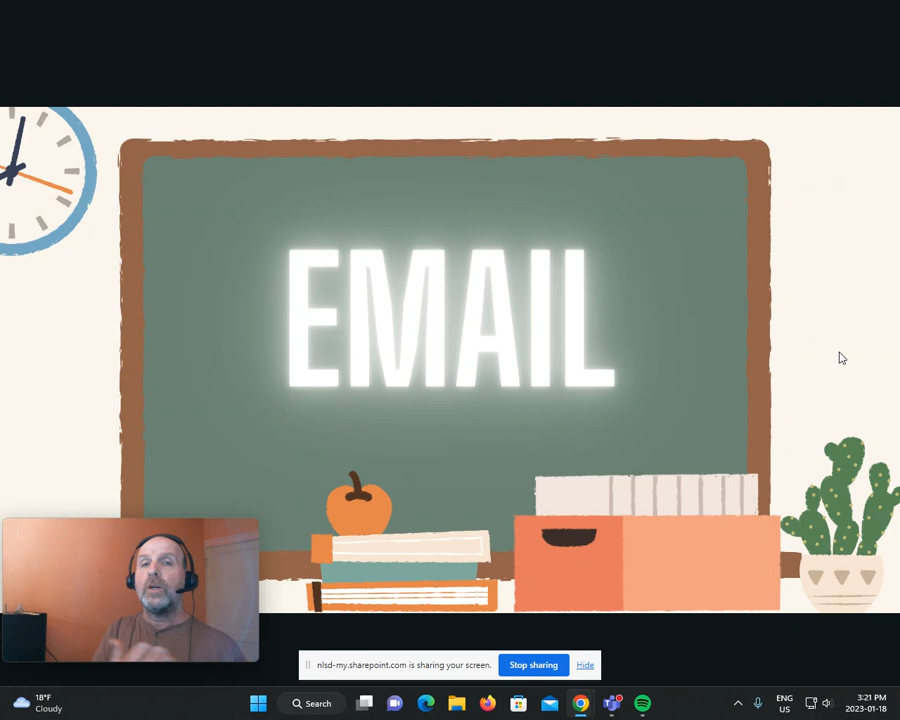 EMAIL
nlsd-my.sharepoint.com is sharing your screen.
Stop sharing
Hide
18°F
Cloudy
Search
ENG
US
3:21 PM
2023-01-18